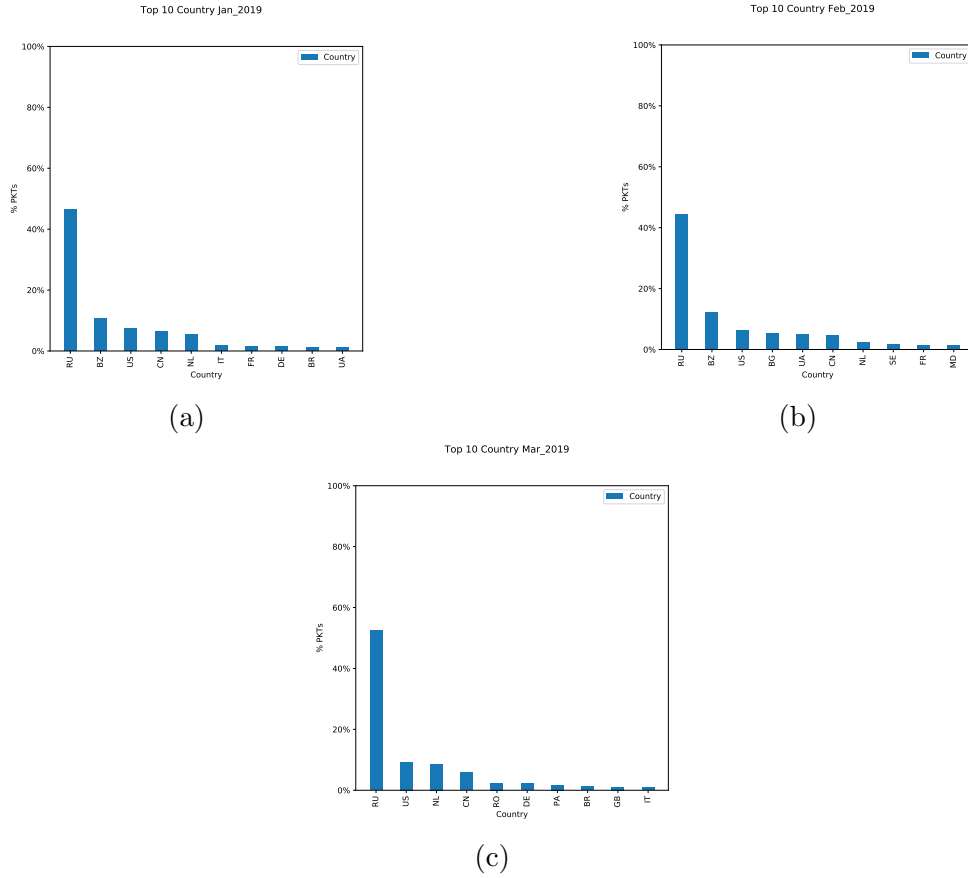 Top 10 Country Jan_2019
100%
80%
60%
40%
20%
0%
% PKTs
Country
RU BZ US CN NL IT FR DE BR UA
Country
(a)
Top 10 Country Feb_2019
100%
80%
60%
40%
20%
0%
% PKTs
Country
RU BZ US BG UA CN NL SE FR MD
Country
(b)
Top 10 Country Mar_2019
100%
80%
60%
40%
20%
0%
% PKTs
Country
RU US NL CN RO DE PA BR GB IT
Country
(c)